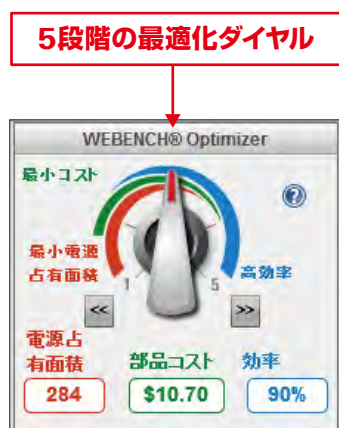 5段階の最適化ダイヤル
WEBENCH® Optimizer
最小コスト
最小電源
占有面積
高効率
1
5
<<
>>
電源占
有面積
部品コスト
効率
284
$10.70
90%